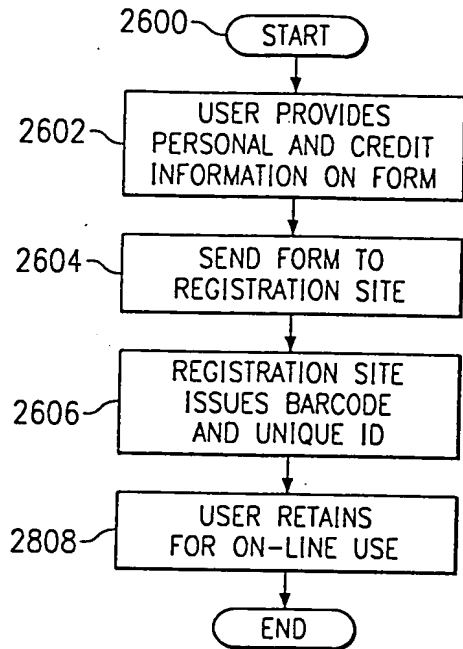 2600
START
2602
USER PROVIDES
PERSONAL AND CREDIT
INFORMATION ON FORM
2604
SEND FORM TO
REGISTRATION SITE
2606
REGISTRATION SITE
ISSUES BARCODE
AND UNIQUE ID
2808
USER RETAINS
FOR ON-LINE USE
END